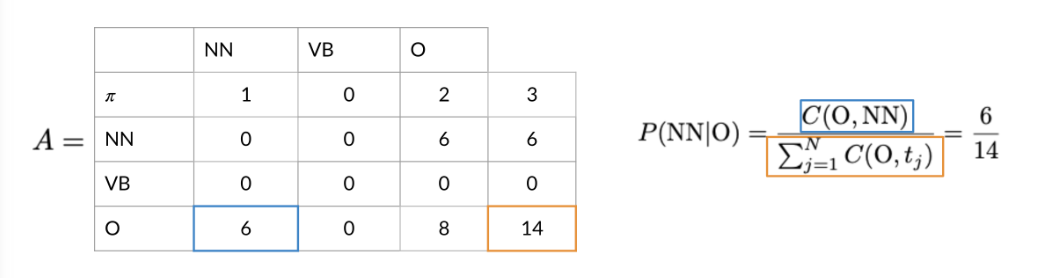 NN VB O
π 1 0 2 3
A = NN 0 0 6 6
VB 0 0 0 0
O 6 0 8 14
P(NN|O) = C(O, NN) / ∑_{j=1}^{N} C(O, t_j) = 6/14